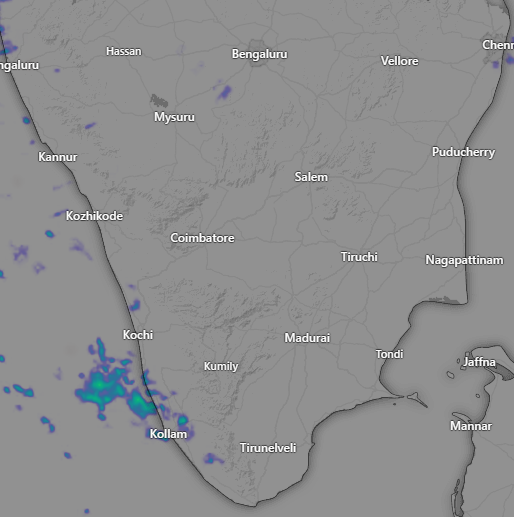 Chenn
Hassan
Bengaluru
Vellore
ngaluru
Mysuru
Puducherry
Kannur
Salem
Kozhikode
Coimbatore
Tiruchi
Nagapattinam
Kochi
Madurai
Tondi
Jaffna
Kumily
Mannar
Kollam
Tirunelveli